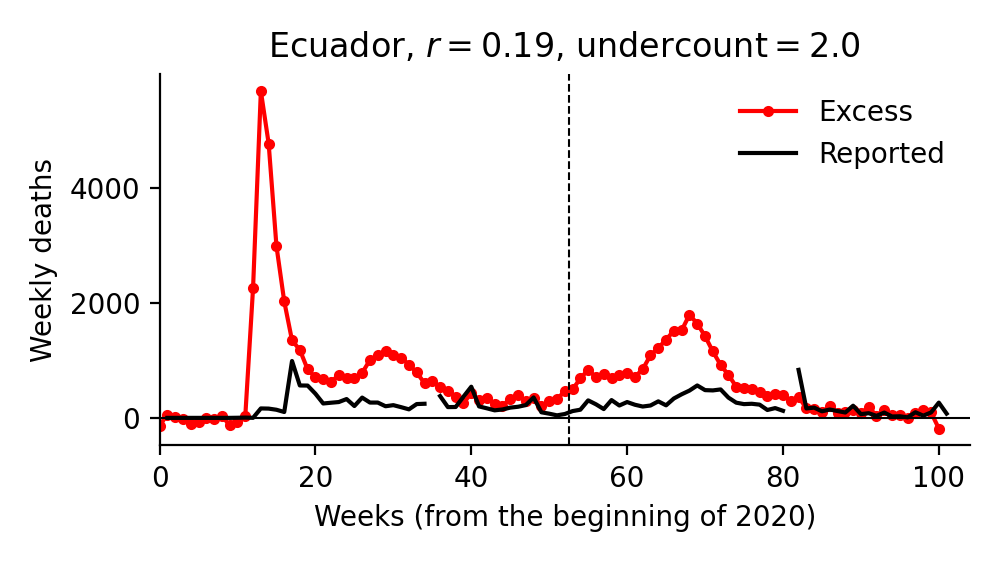 Ecuador, r = 0.19, undercount = 2.0
Excess
Reported
Weekly deaths
4000
2000
0
0 20 40 60 80 100
Weeks (from the beginning of 2020)